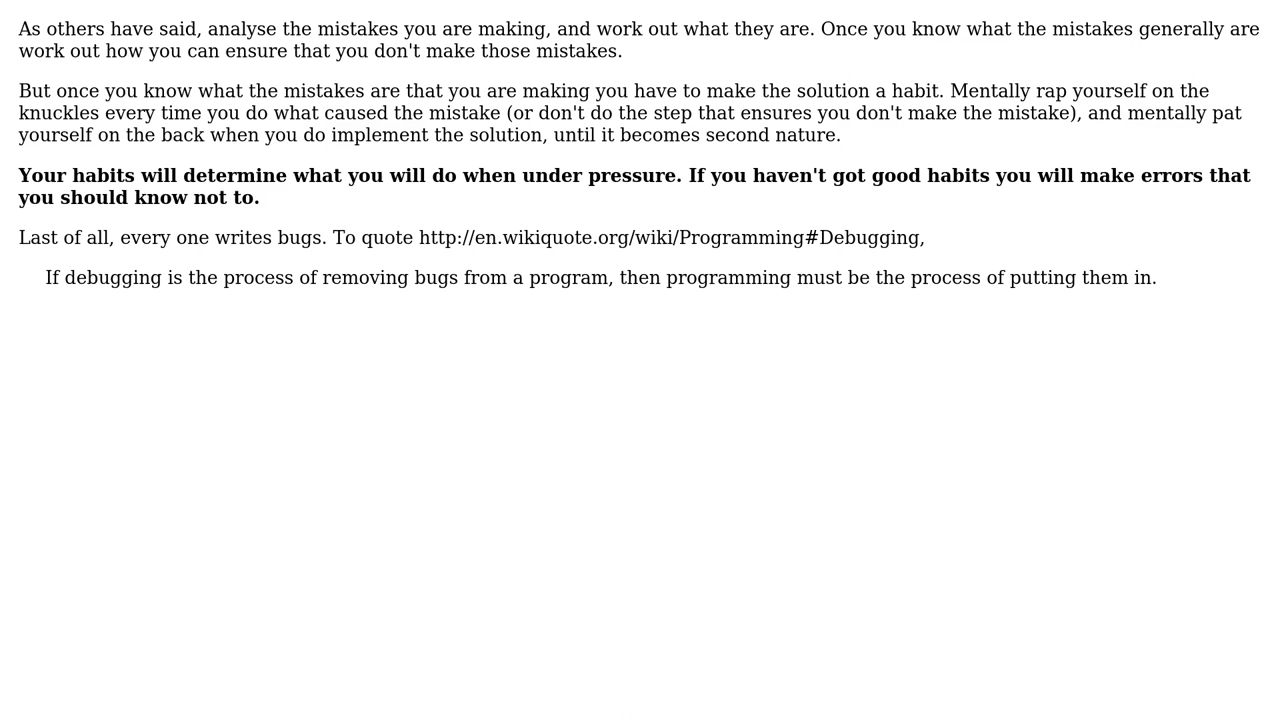 As others have said, analyse the mistakes you are making, and work out what they are. Once you know what the mistakes generally are
work out how you can ensure that you don't make those mistakes.
But once you know what the mistakes are that you are making you have to make the solution a habit. Mentally rap yourself on the
knuckles every time you do what caused the mistake (or don't do the step that ensures you don't make the mistake), and mentally pat
yourself on the back when you do implement the solution, until it becomes second nature.
Your habits will determine what you will do when under pressure. If you haven't got good habits you will make errors that
you should know not to.
Last of all, every one writes bugs. To quote http://en.wikiquote.org/wiki/Programming#Debugging,
If debugging is the process of removing bugs from a program, then programming must be the process of putting them in.